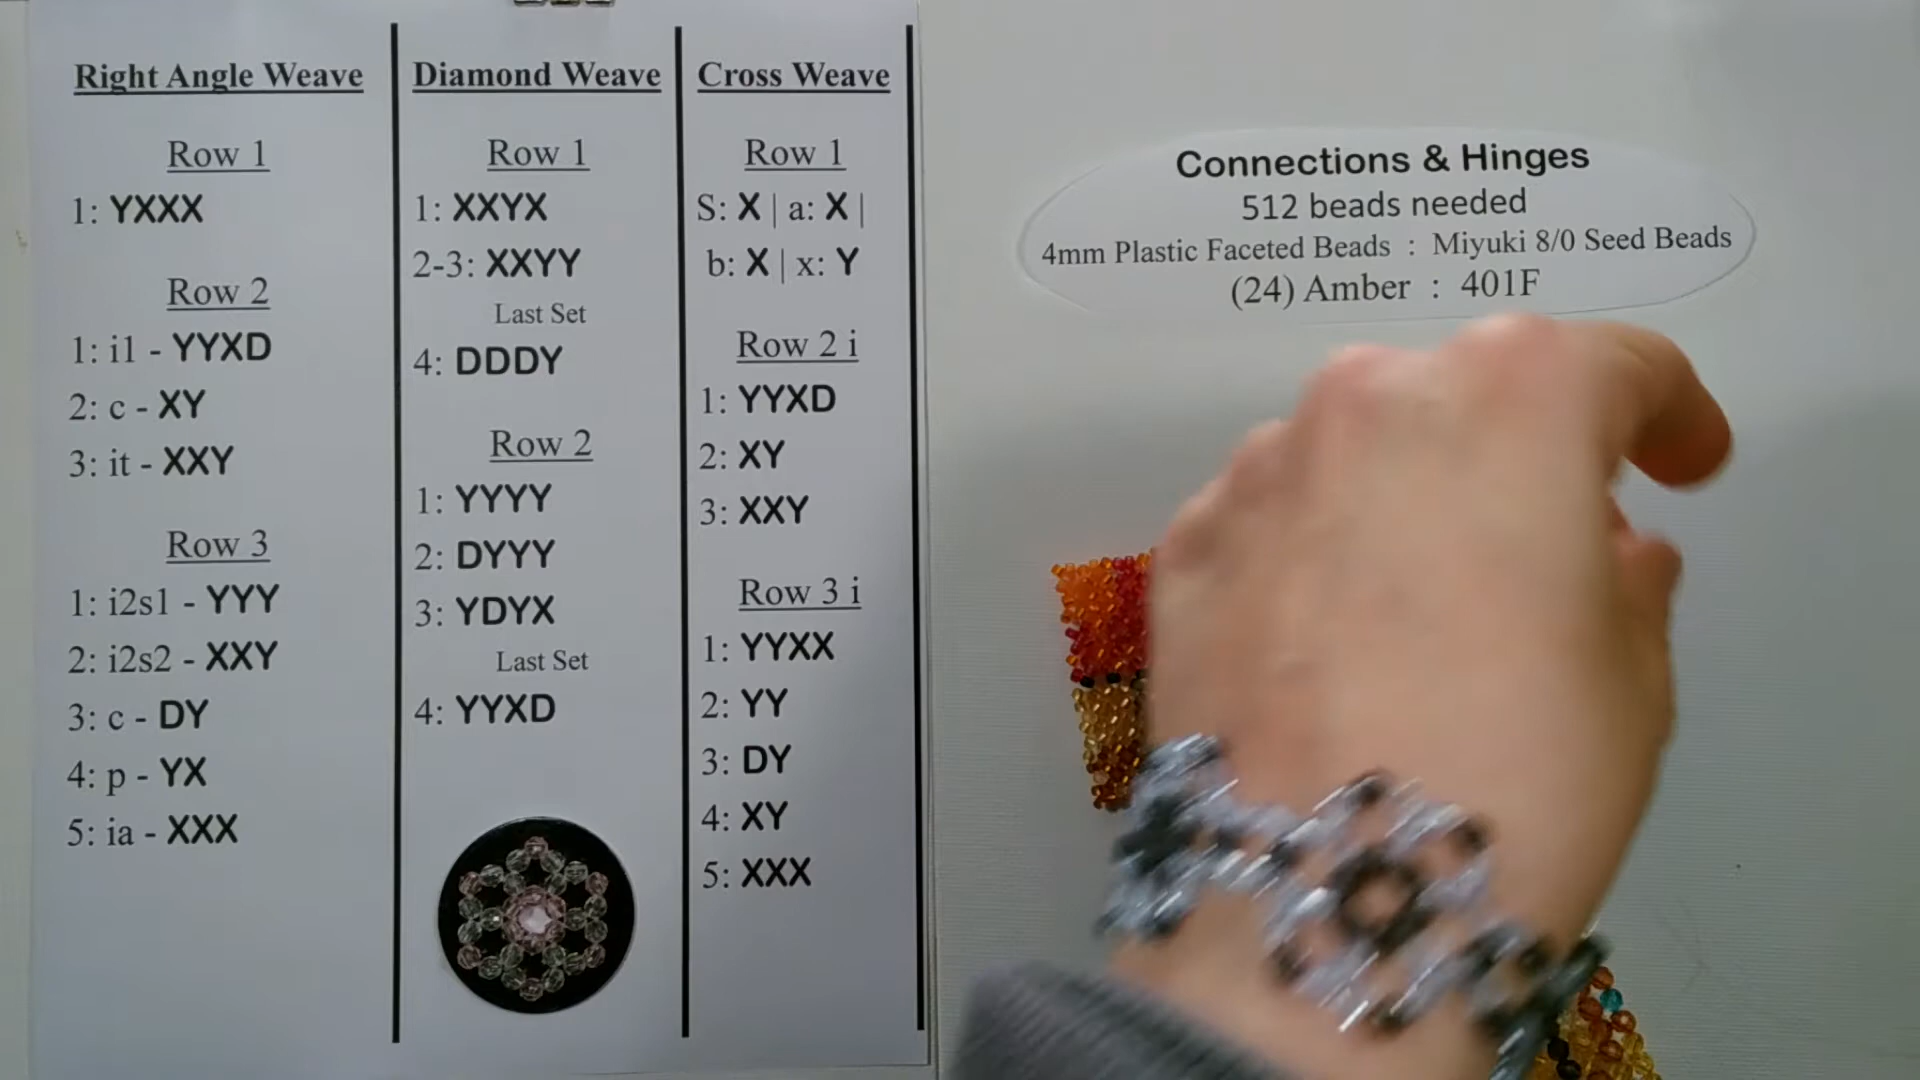 Right Angle Weave
Row 1
1: YXXX
Row 2
1: i1 - YYXD
2: c - XY
3: it - XXY
Row 3
1: i2s1 - YYY
2: i2s2 - XXY
3: c - DY
4: p - YX
5: ia - XXX
Diamond Weave
Row 1
1: XXYX
2-3: XXYY
Last Set
4: DDDY
Row 2
1: YYYY
2: DYYY
3: YDYX
Last Set
4: YYXD
Cross Weave
Row 1
S: X | a: X |
b: X | x: Y
Row 2 i
1: YYXD
2: XY
3: XXY
Row 3 i
1: YYXX
2: YY
3: DY
4: XY
5: XXX
Connections & Hinges
512 beads needed
4mm Plastic Faceted Beads : Miyuki 8/0 Seed Beads
(24) Amber : 401F